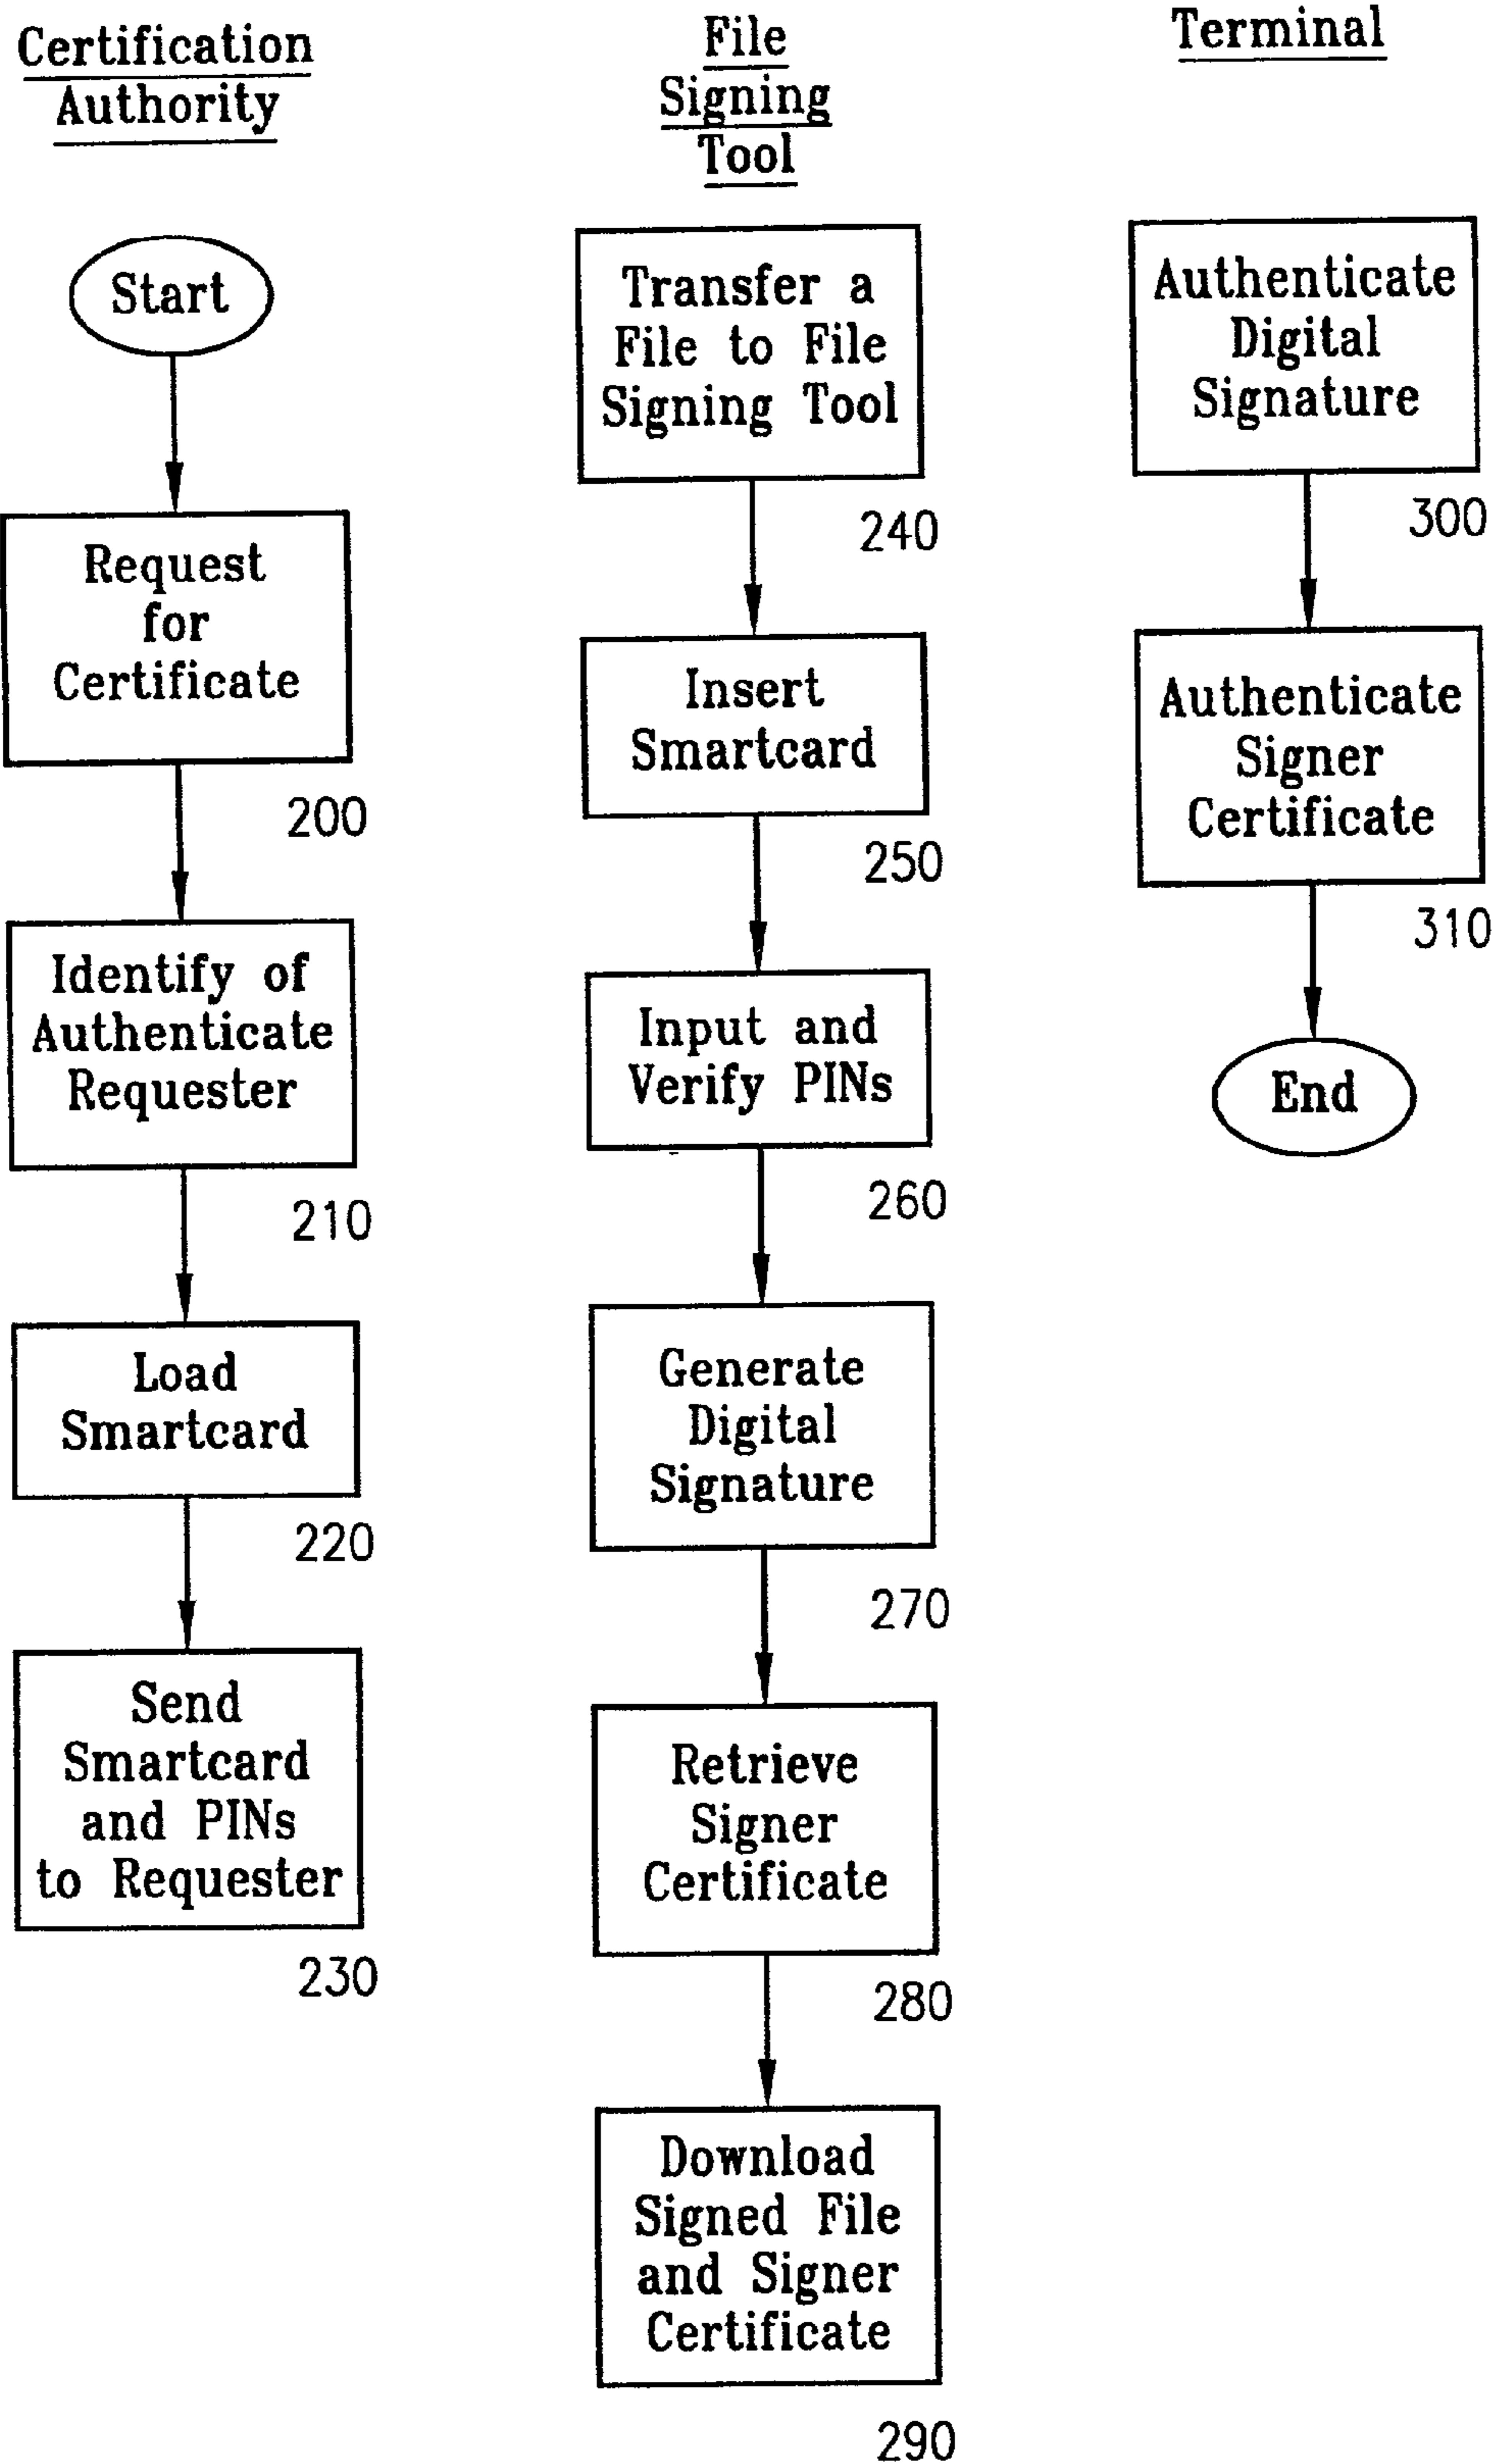 Certification
Authority
Start
Request
for
Certificate
200
Identify of
Authenticate
Requester
210
Load
Smartcard
220
Send
Smartcard
and PINs
to Requester
230
File
Signing
Tool
Transfer a
File to File
Signing Tool
240
Insert
Smartcard
250
Input and
Verify PINs
260
Generate
Digital
Signature
270
Retrieve
Signer
Certificate
280
Download
Signed File
and Signer
Certificate
290
Terminal
Authenticate
Digital
Signature
300
Authenticate
Signer
Certificate
310
End